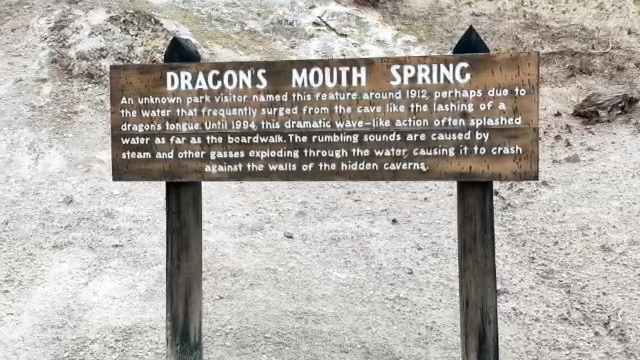 DRAGON'S MOUTH SPRING
An unknown park visitor named this feature around 1912, perhaps due to
the water that frequently surged from the cave like the lashing of a
dragon's tongue. Until 1994, this dramatic wave-like action often splashed
water as far as the boardwalk. The rumbling sounds are caused by
steam and other gasses exploding through the water, causing it to crash
against the walls of the hidden caverns.